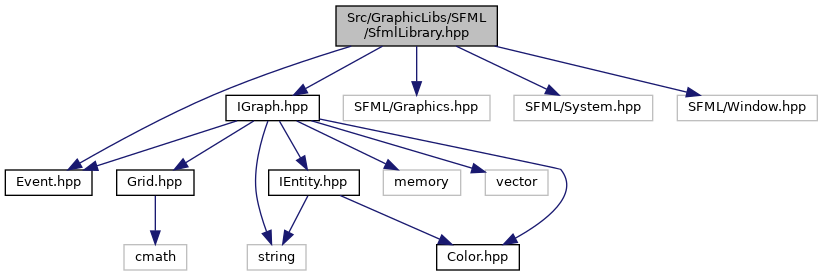 Src/GraphicLibs/SFML
/SfmlLibrary.hpp
IGraph.hpp
SFML/Graphics.hpp
SFML/System.hpp
SFML/Window.hpp
Event.hpp
Grid.hpp
IEntity.hpp
memory
vector
cmath
string
Color.hpp